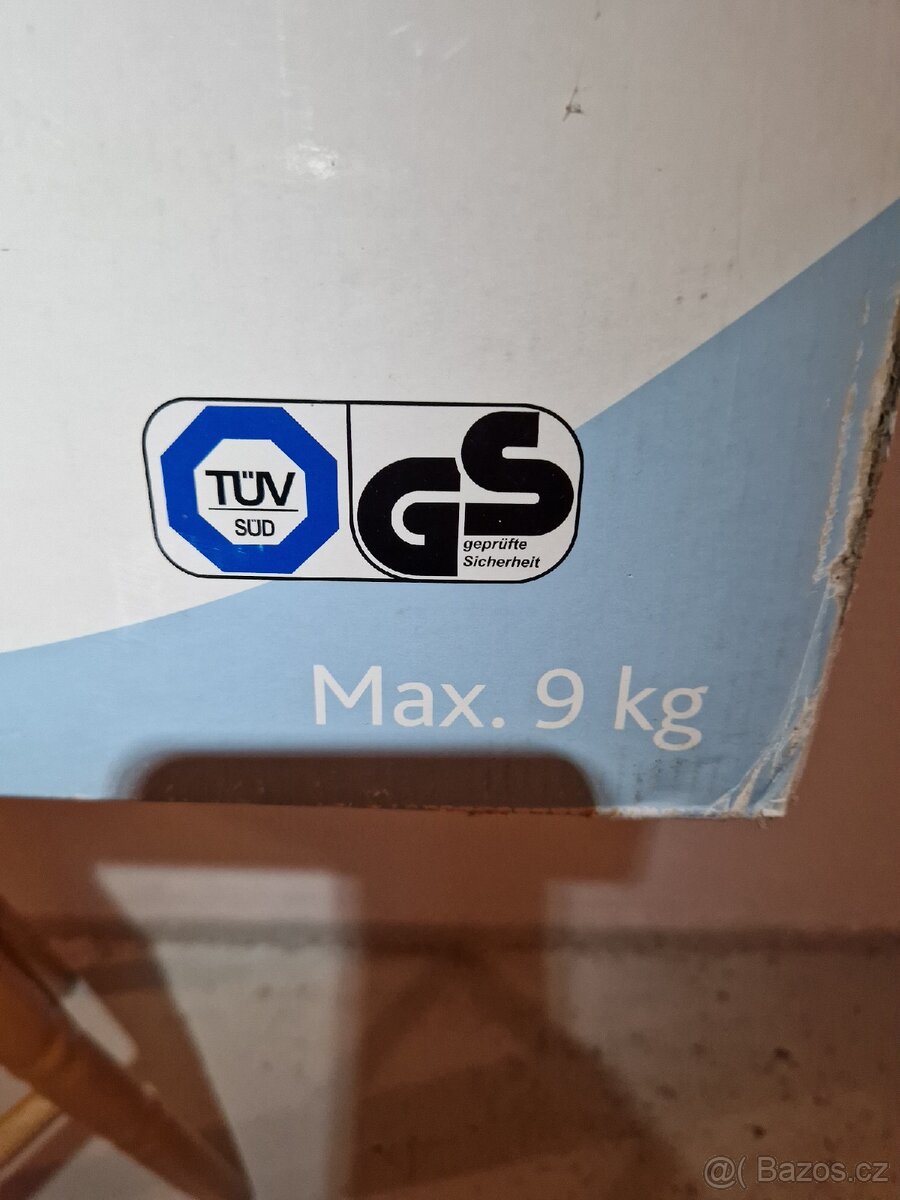 TÜV
SÜD
GS
geprüfte
Sicherheit
Max. 9 kg
@( Bazos.cz